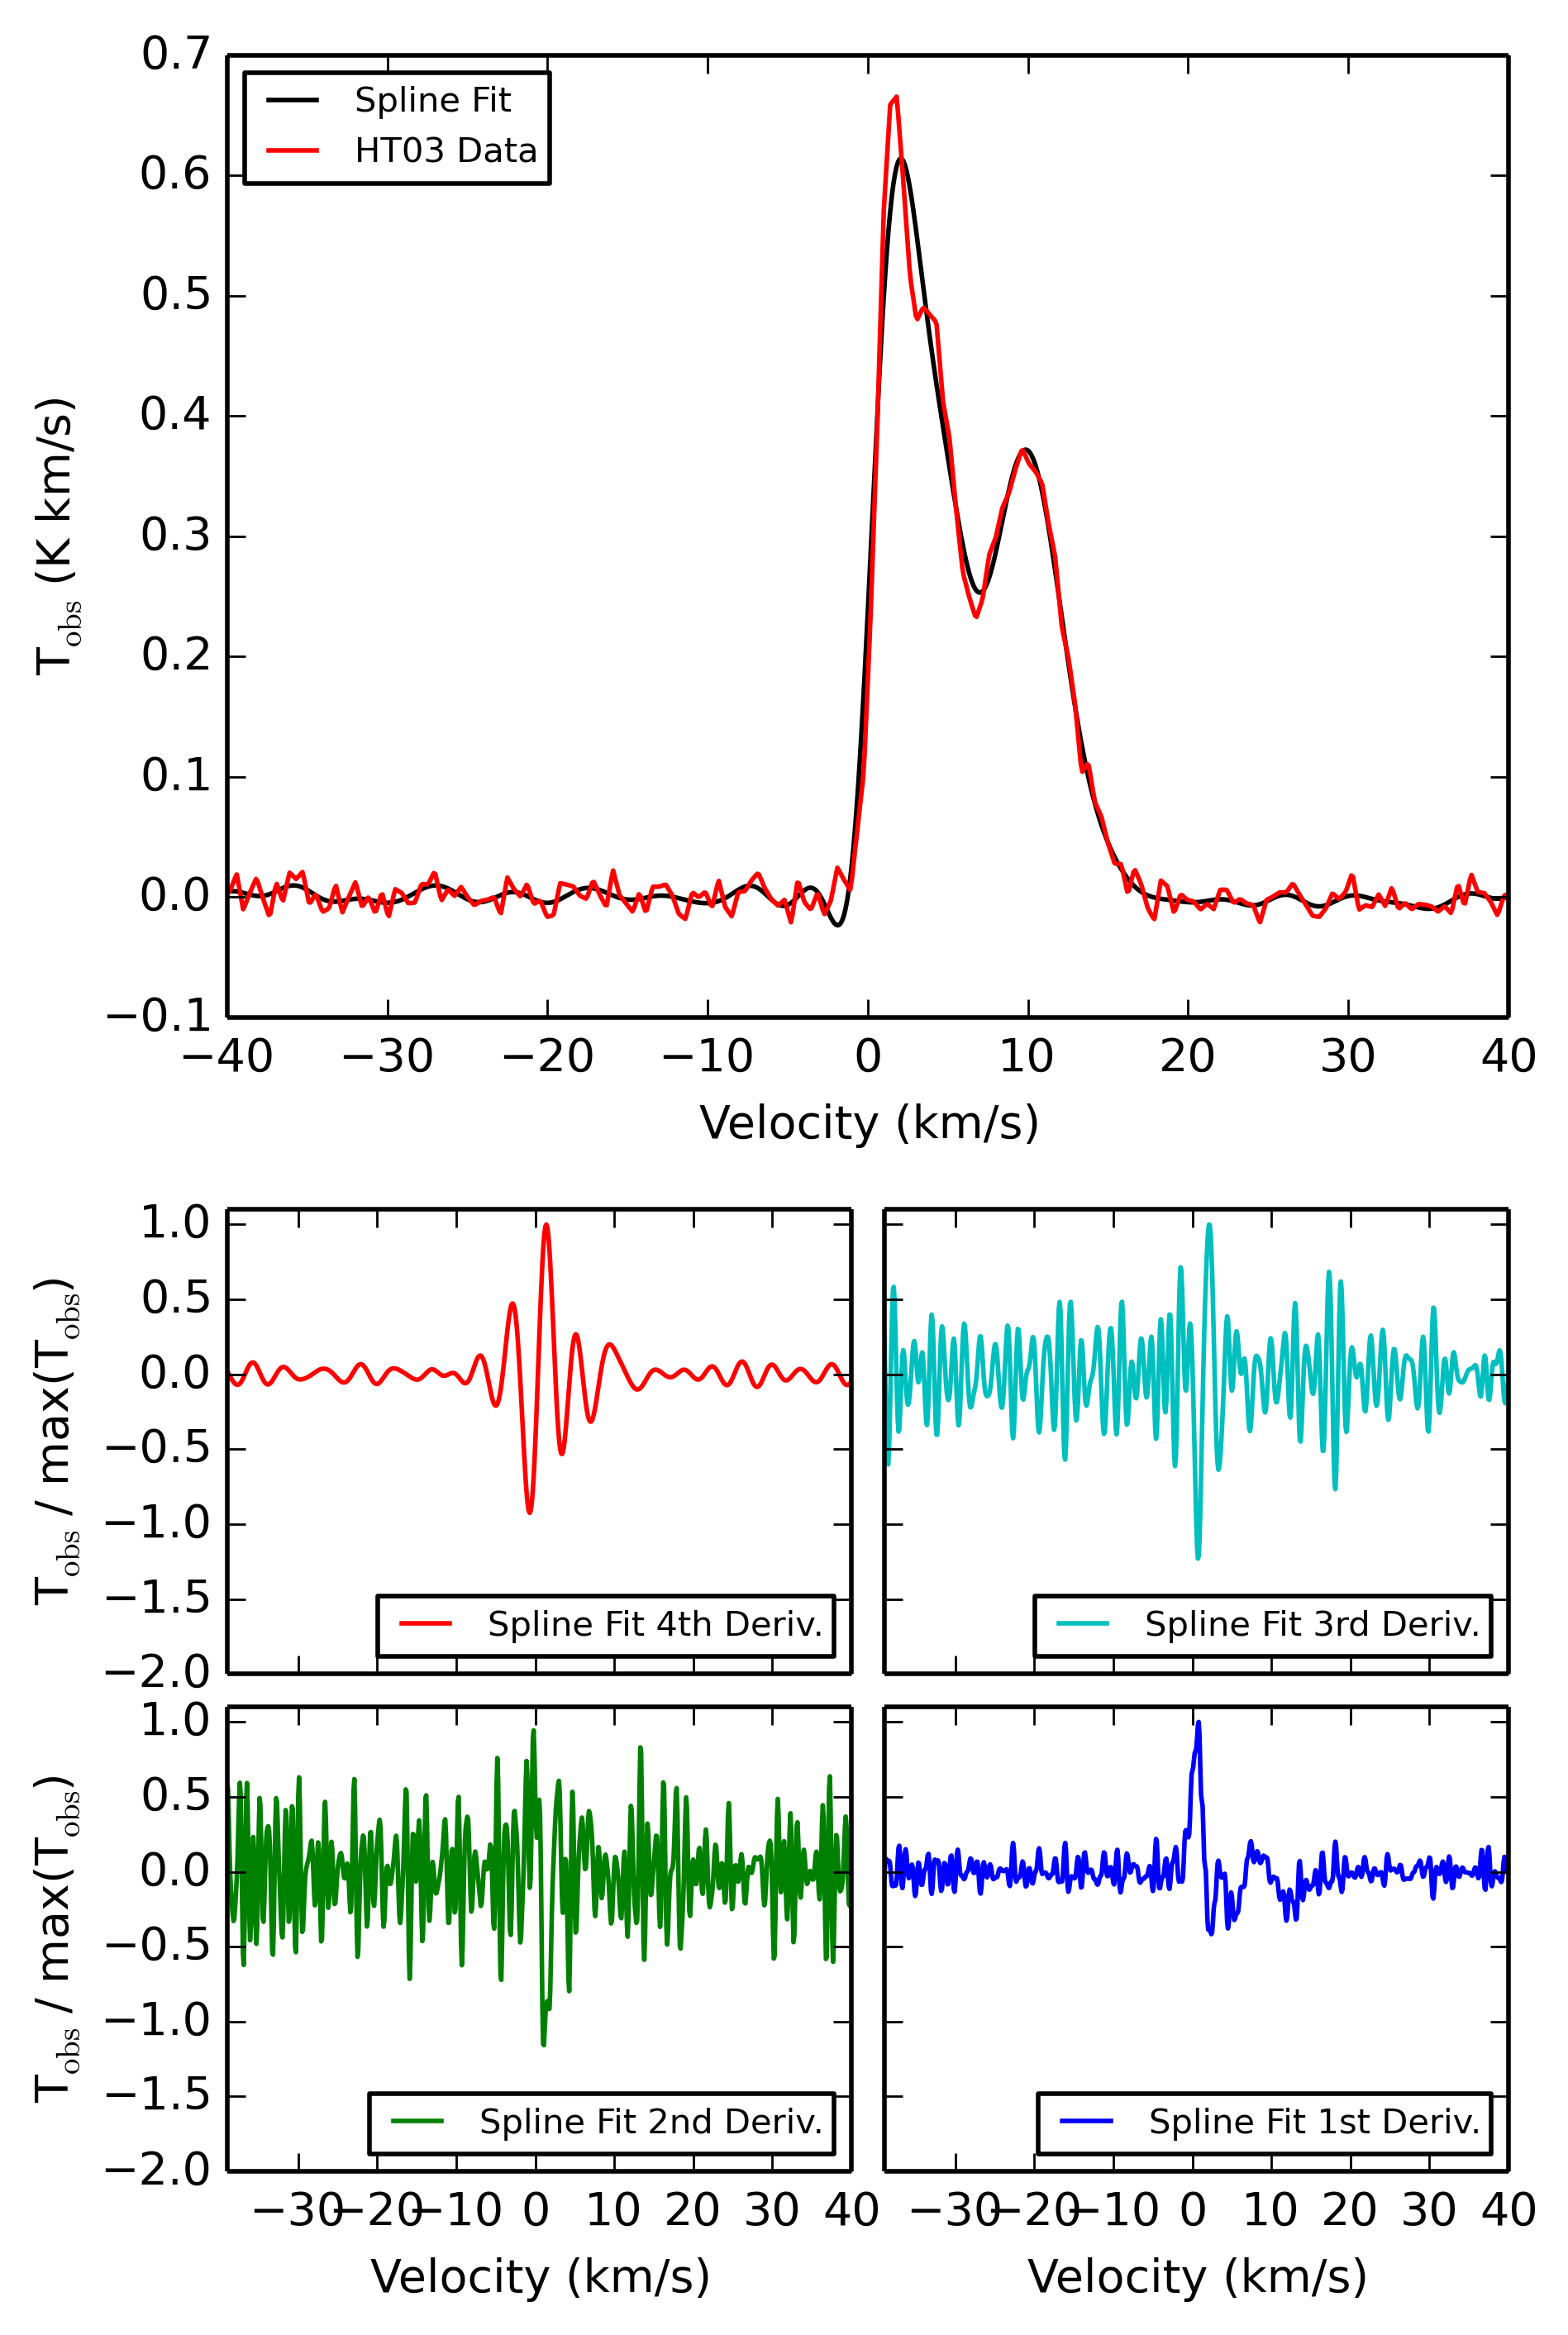 0.7
0.6
0.5
0.4
0.3
0.2
0.1
0.0
−0.1
T_obs (K km/s)
Spline Fit
HT03 Data
−40 −30 −20 −10 0 10 20 30 40
Velocity (km/s)
1.0
0.5
0.0
−0.5
−1.0
−1.5
−2.0
T_obs / max(T_obs)
Spline Fit 4th Deriv.
Spline Fit 3rd Deriv.
1.0
0.5
0.0
−0.5
−1.0
−1.5
−2.0
T_obs / max(T_obs)
Spline Fit 2nd Deriv.
Spline Fit 1st Deriv.
−30 −20 −10 0 10 20 30 40
−30 −20 −10 0 10 20 30 40
Velocity (km/s)
Velocity (km/s)